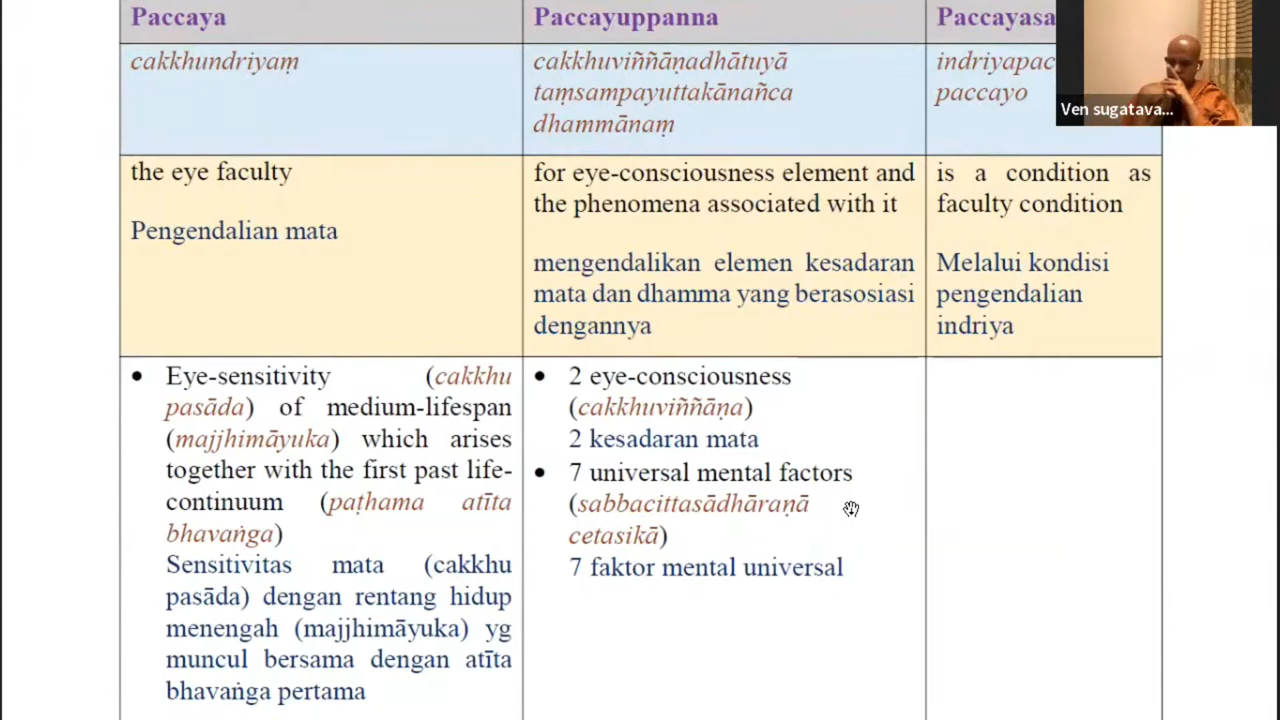 Paccaya
Paccayuppanna
Paccayasa
cakkhundriyaṃ
cakkhuviññāṇadhātuyā
taṃsampayuttakānañca
dhammānaṃ
indriyapac
paccayo
Ven sugatava...
the eye faculty
Pengendalian mata
for eye-consciousness element and
the phenomena associated with it
mengendalikan elemen kesadaran
mata dan dhamma yang berasosiasi
dengannya
is a condition as
faculty condition
Melalui kondisi
pengendalian
indriya
• Eye-sensitivity (cakkhu
pasāda) of medium-lifespan
(majjhimāyuka) which arises
together with the first past life-
continuum (paṭhama atīta
bhavaṅga)
Sensitivitas mata (cakkhu
pasāda) dengan rentang hidup
menengah (majjhimāyuka) yg
muncul bersama dengan atīta
bhavaṅga pertama
• 2 eye-consciousness
(cakkhuviññāṇa)
2 kesadaran mata
• 7 universal mental factors
(sabbacittasādhāraṇā
cetasikā)
7 faktor mental universal